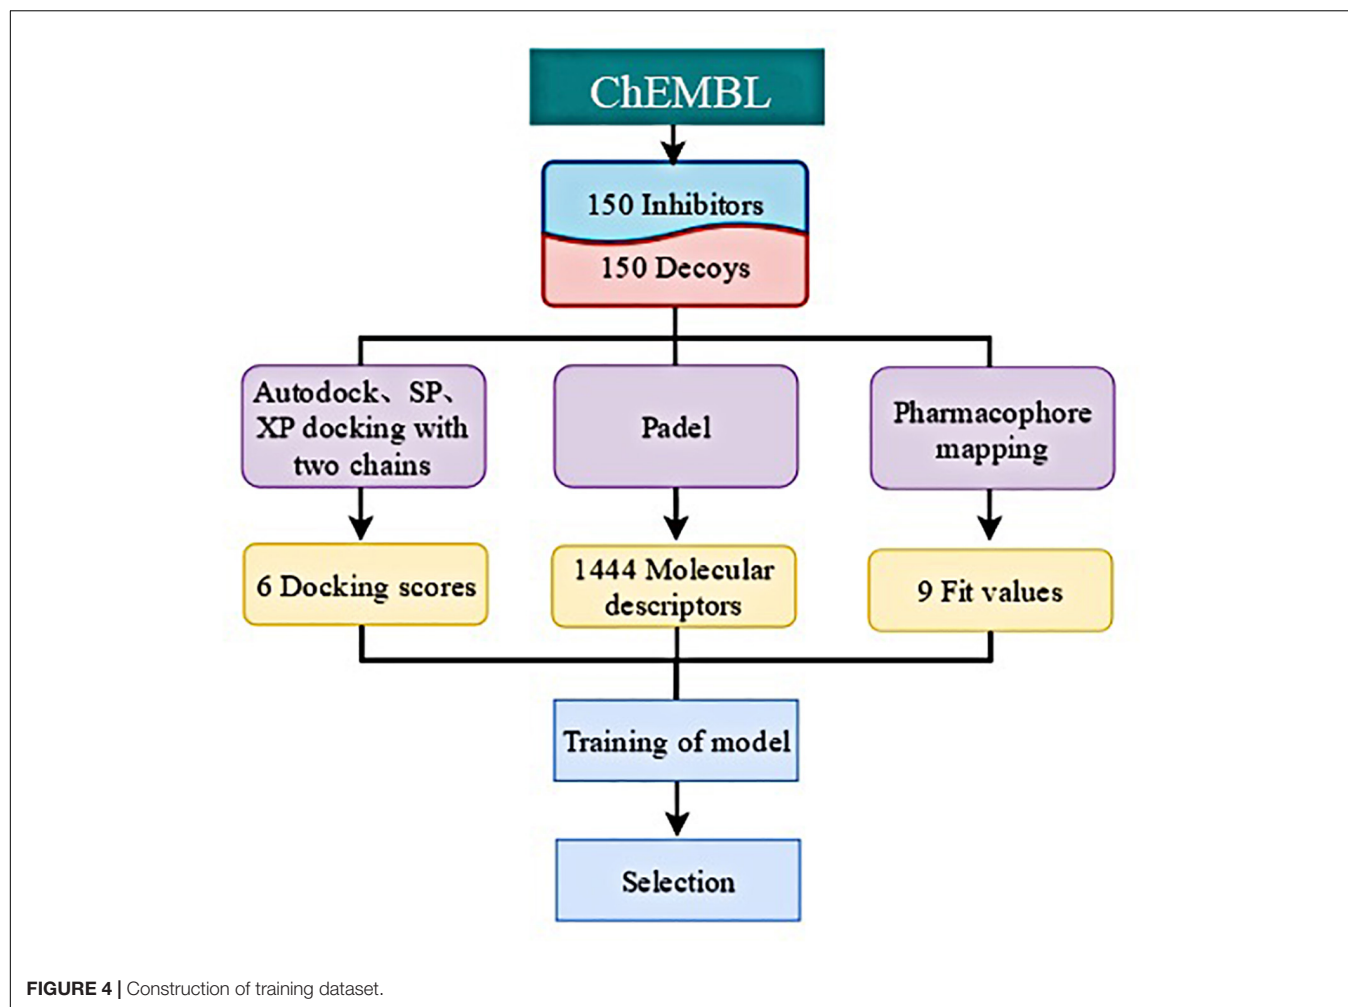 ChEMBL
150 Inhibitors
150 Decoys
Autodock、SP、
XP docking with
two chains
Padel
Pharmacophore
mapping
6 Docking scores
1444 Molecular
descriptors
9 Fit values
Training of model
Selection
FIGURE 4 | Construction of training dataset.